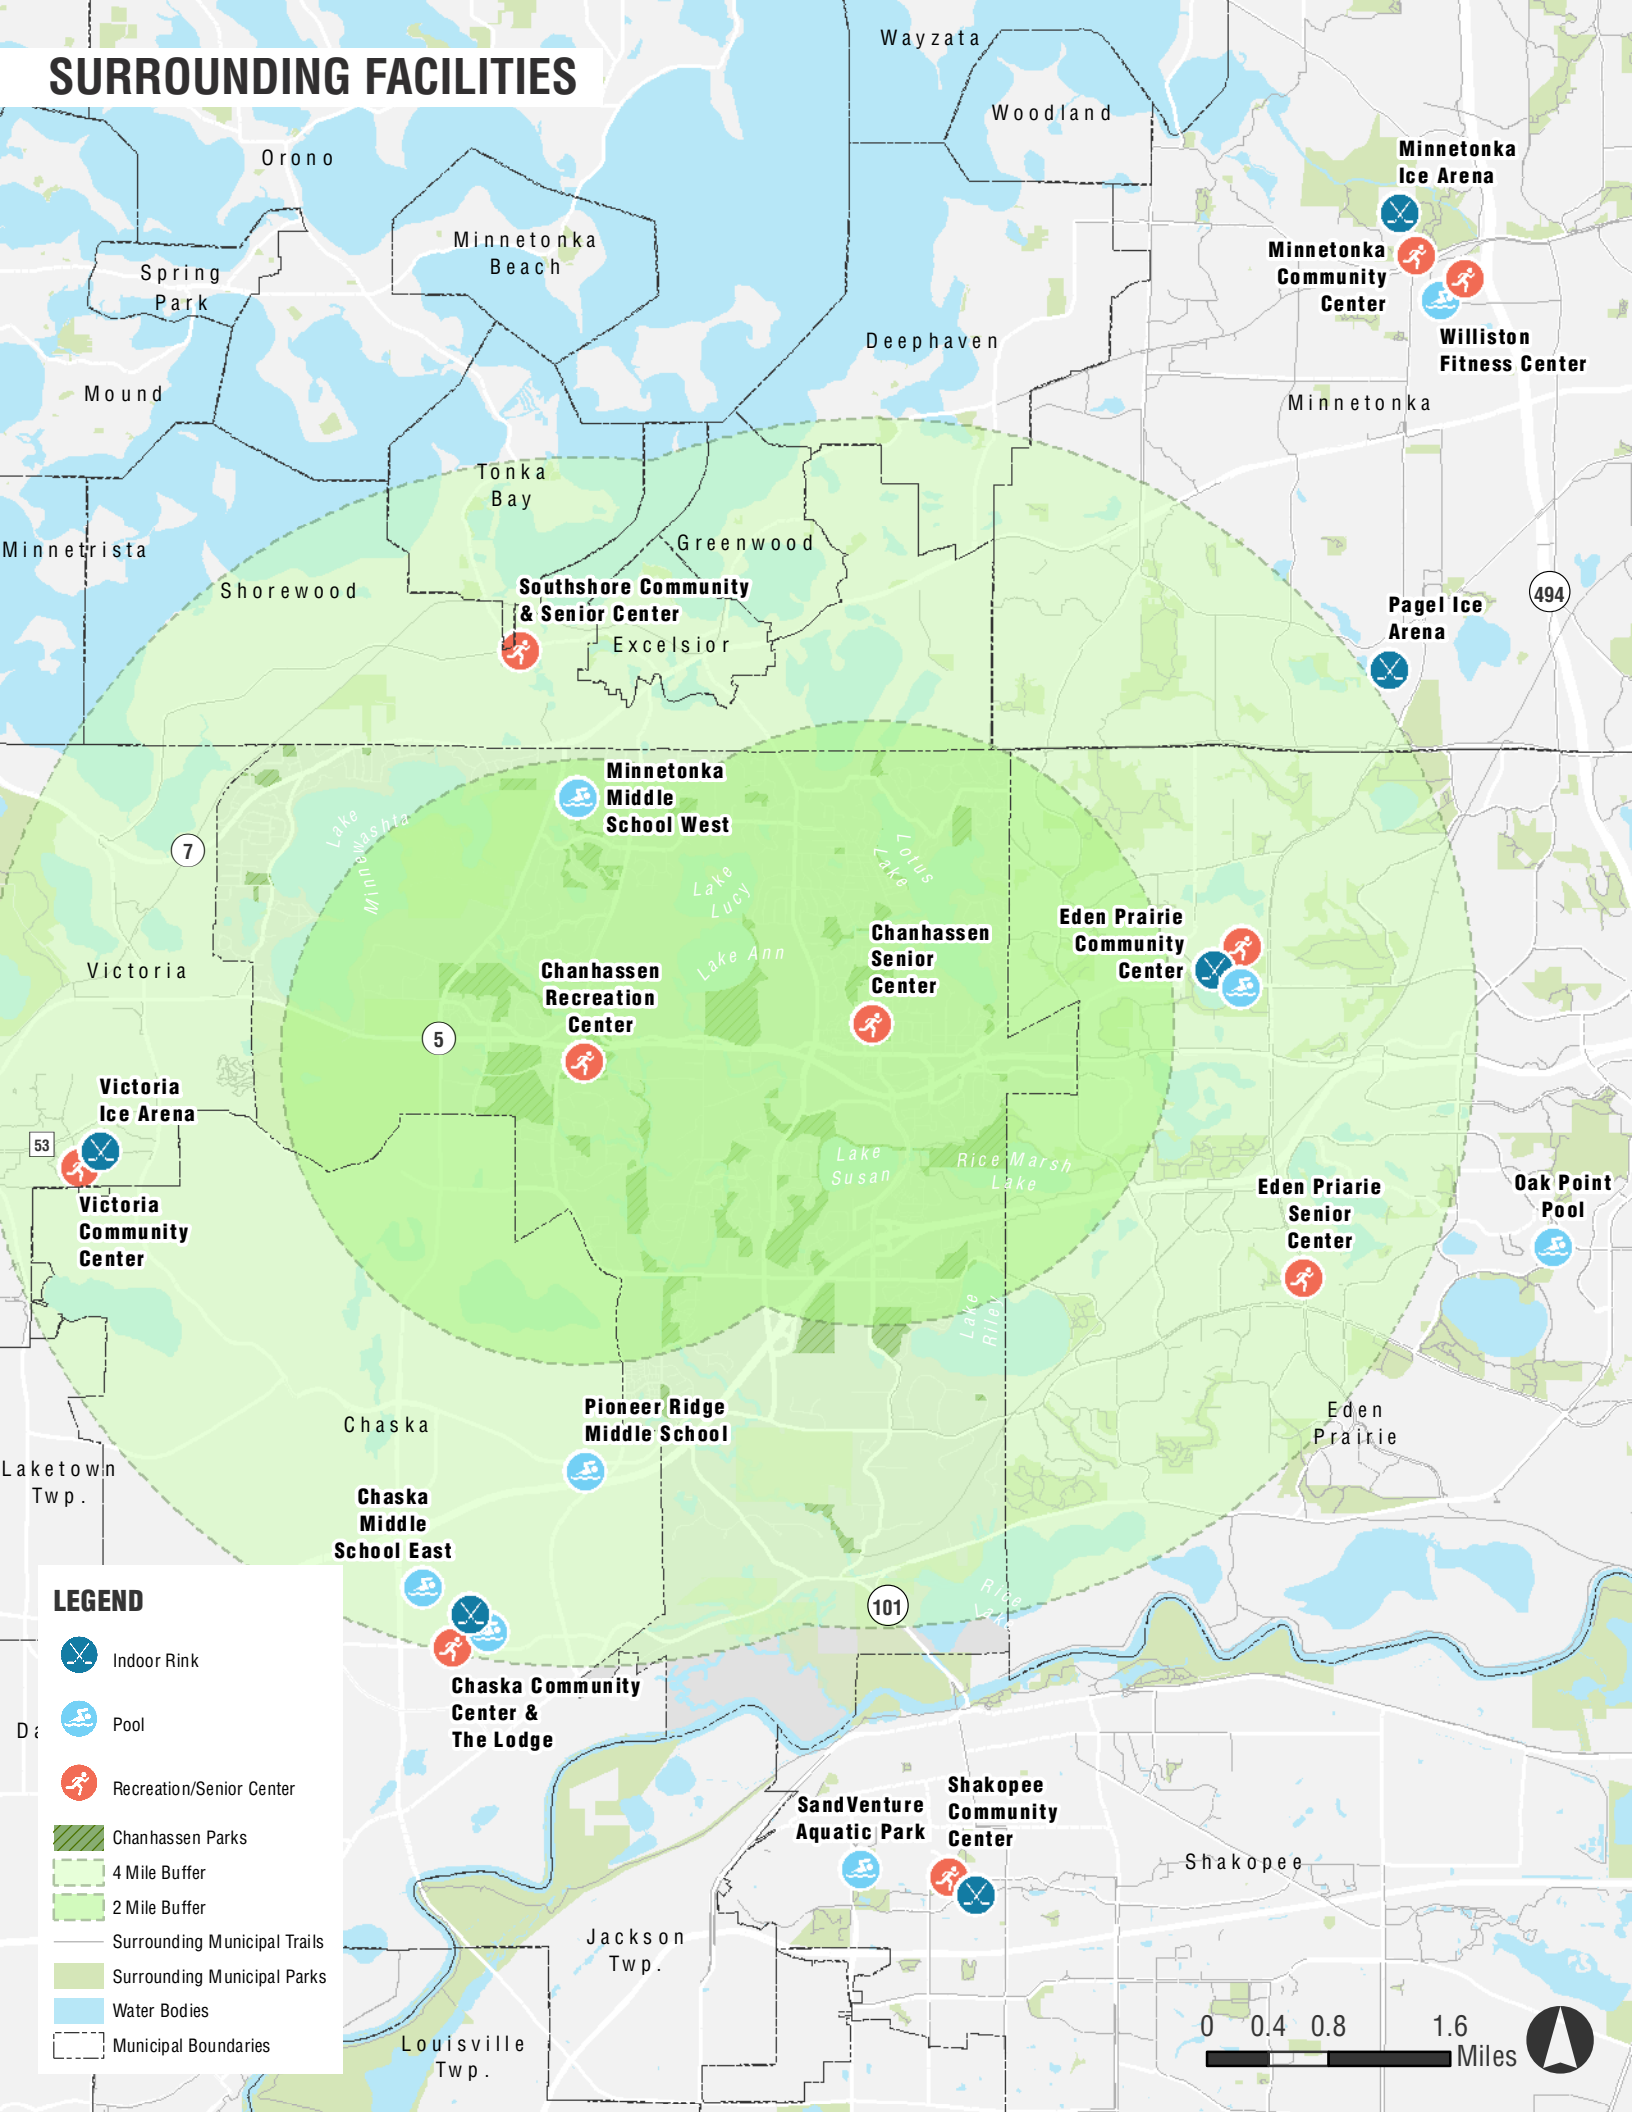 SURROUNDING FACILITIES
Wayzata
Woodland
Orono
Minnetonka
Ice Arena
Minnetonka
Beach
Minnetonka
Community
Center
Spring
Park
Williston
Fitness Center
Deephaven
Mound
Minnetonka
Tonka
Bay
Minnetrista
Greenwood
Shorewood
Southshore Community
& Senior Center
494
Pagel Ice
Arena
Excelsior
Minnetonka
Middle
School West
Lake
Minnewashta
7
Lake
Lucy
Lotus
Lake
Eden Prairie
Community
Center
Chanhassen
Senior
Center
Lake Ann
Victoria
Chanhassen
Recreation
Center
5
Victoria
Ice Arena
53
Lake
Susan
Rice Marsh
Lake
Eden Priarie
Senior
Center
Oak Point
Pool
Victoria
Community
Center
Lake
Riley
Pioneer Ridge
Middle School
Chaska
Eden
Prairie
Laketown
Twp.
Chaska
Middle
School East
Rice
Lake
101
Chaska Community
Center &
The Lodge
Shakopee
Community
Center
SandVenture
Aquatic Park
Shakopee
Jackson
Twp.
Louisville
Twp.
LEGEND
Indoor Rink
Pool
Recreation/Senior Center
Chanhassen Parks
4 Mile Buffer
2 Mile Buffer
Surrounding Municipal Trails
Surrounding Municipal Parks
Water Bodies
Municipal Boundaries
0 0.4 0.8 1.6
Miles